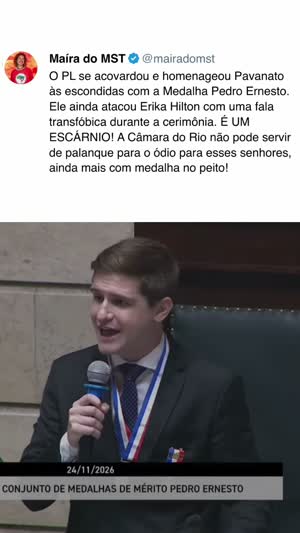 Maíra do MST
@mairadomst
O PL se acovardou e homenageou Pavanato
às escondidas com a Medalha Pedro Ernesto.
Ele ainda atacou Erika Hilton com uma fala
transfóbica durante a cerimônia. É UM
ESCÁRNIO! A Câmara do Rio não pode servir
de palanque para o ódio para esses senhores,
ainda mais com medalha no peito!
24/11/2026
CONJUNTO DE MEDALHAS DE MÉRITO PEDRO ERNESTO